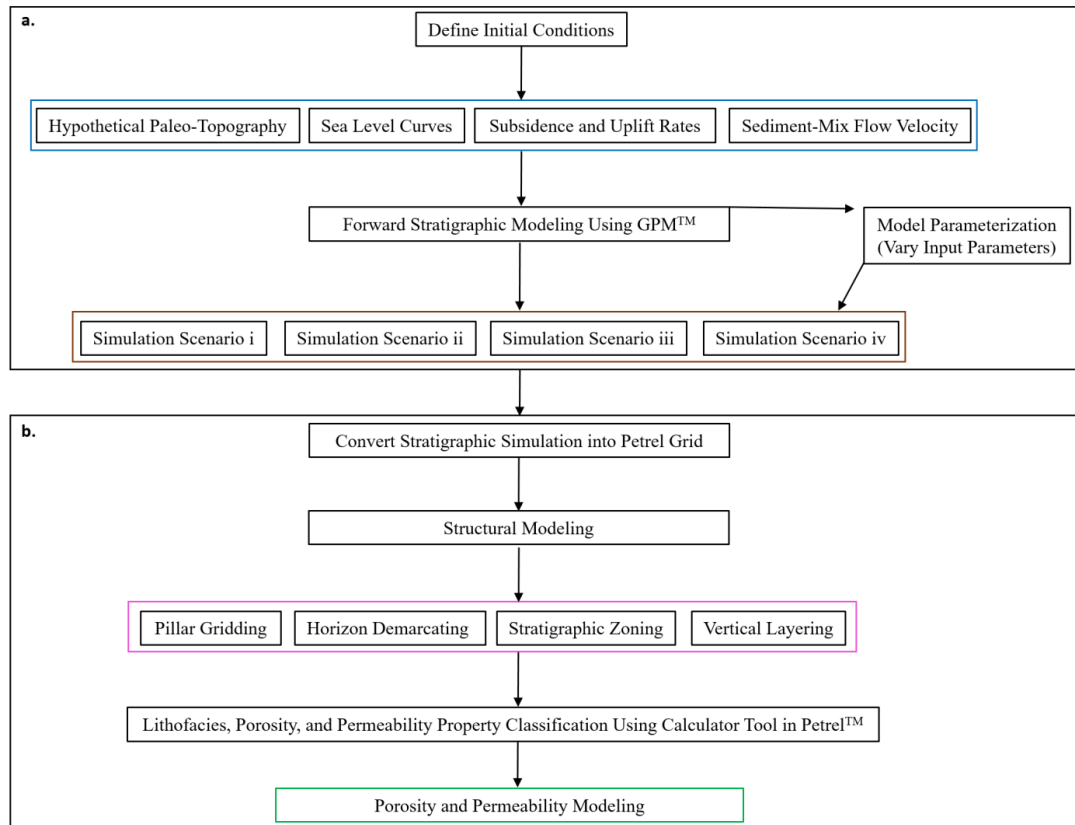 a.
Define Initial Conditions
Hypothetical Paleo-Topography
Sea Level Curves
Subsidence and Uplift Rates
Sediment-Mix Flow Velocity
Forward Stratigraphic Modeling Using GPM™
Model Parameterization
(Vary Input Parameters)
Simulation Scenario i
Simulation Scenario ii
Simulation Scenario iii
Simulation Scenario iv
b.
Convert Stratigraphic Simulation into Petrel Grid
Structural Modeling
Pillar Gridding
Horizon Demarcating
Stratigraphic Zoning
Vertical Layering
Lithofacies, Porosity, and Permeability Property Classification Using Calculator Tool in Petrel™
Porosity and Permeability Modeling